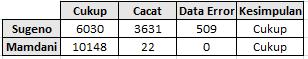 Cukup Cacat Data Error Kesimpulan
Sugeno 6030 3631 509 Cukup
Mamdani 10148 22 0 Cukup